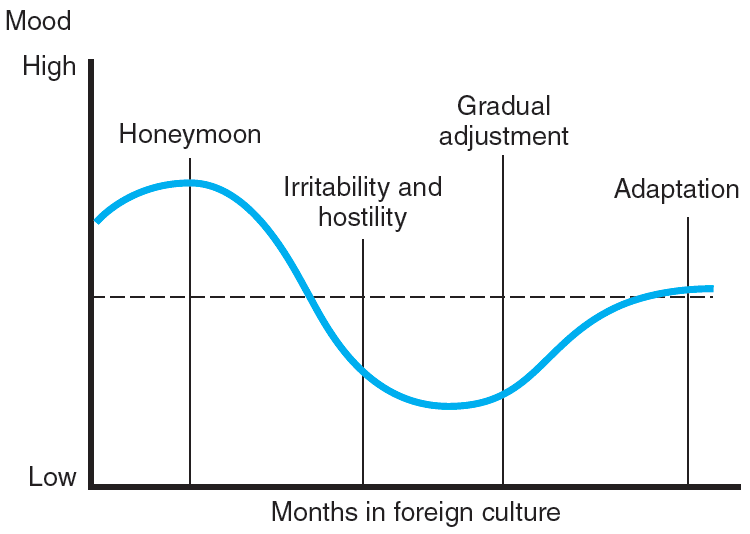 Mood
High
Honeymoon
Irritability and
hostility
Gradual
adjustment
Adaptation
Low
Months in foreign culture